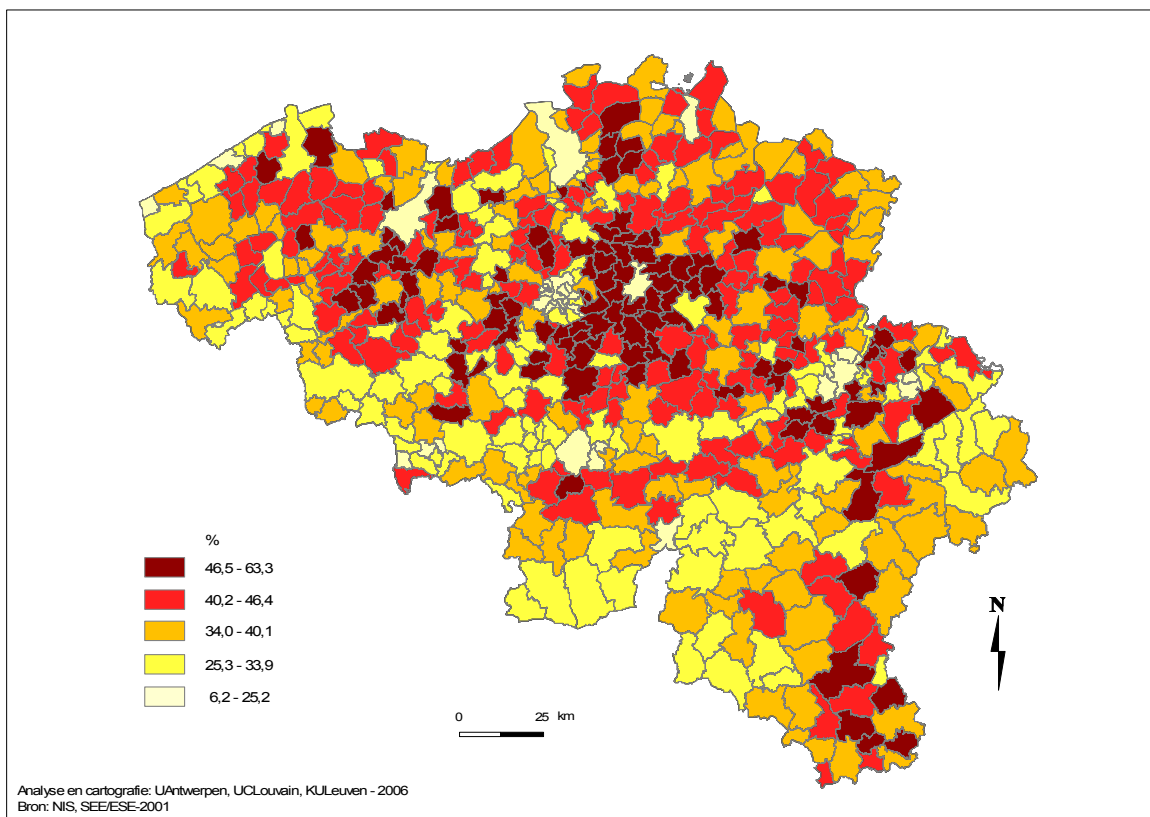 N
%
46,5 - 63,3
40,2 - 46,4
34,0 - 40,1
25,3 - 33,9
6,2 - 25,2
0 25 km
Analyse en cartografie: UAntwerpen, UCLouvain, KULeuven - 2006
Bron: NIS, SEE/ESE-2001